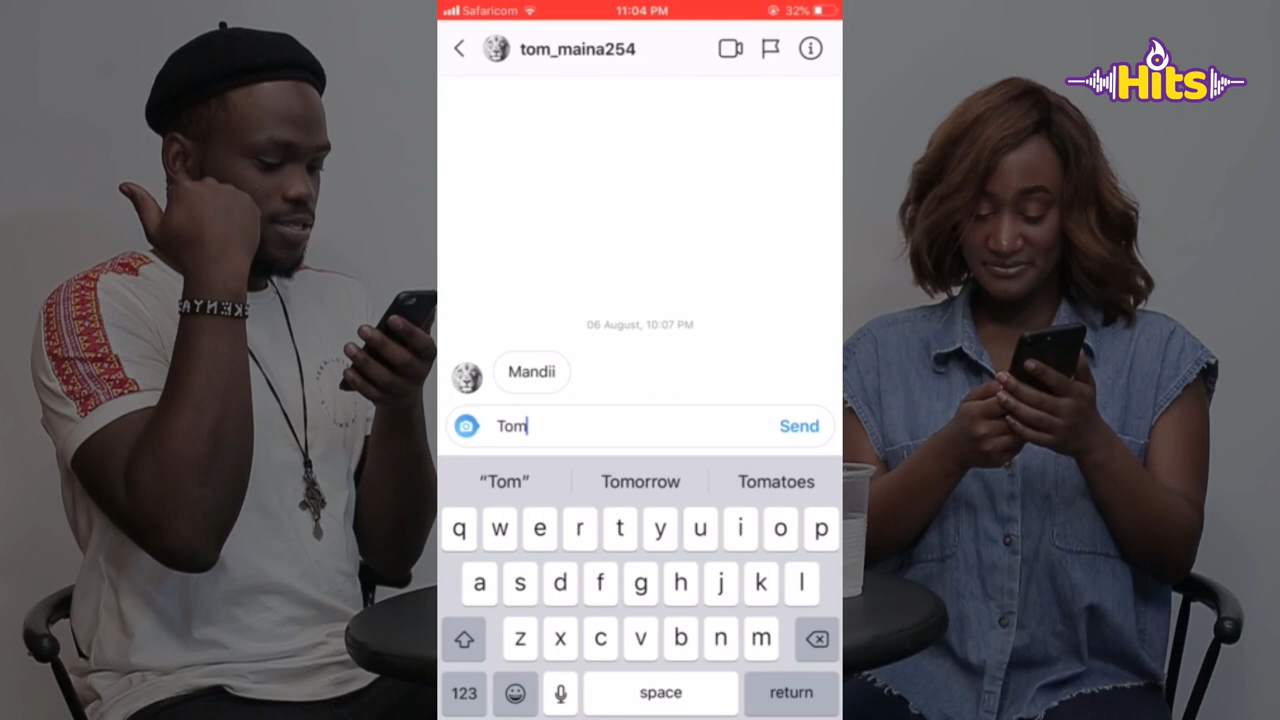 Safaricom 11:04 PM 32%
tom_maina254
Hits
06 August, 10:07 PM
Mandii
Tom Send
“Tom” Tomorrow Tomatoes
q w e r t y u i o p
a s d f g h j k l
z x c v b n m
123 space return